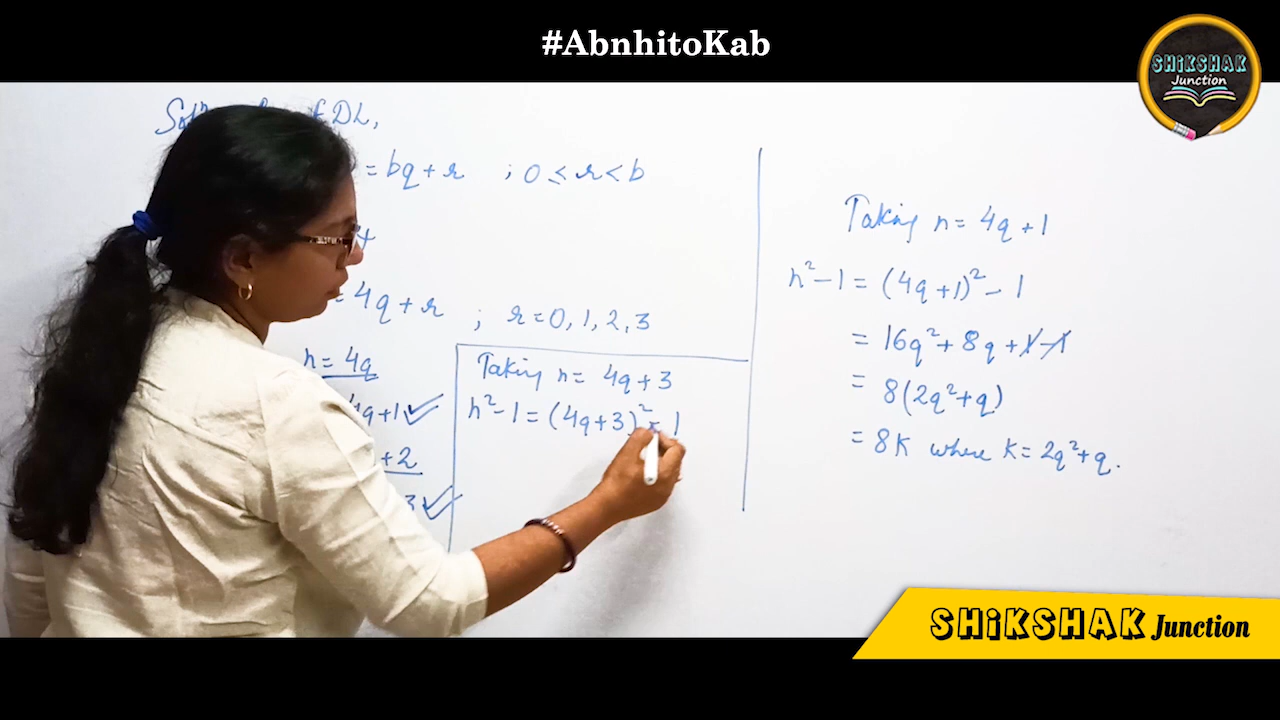 #AbnhitoKab
SHiKSHAK
Junction
DL,
= bq + r ; 0 ≤ r < b
= 4q + r ; r = 0, 1, 2, 3
n = 4q
4q+1 ✓
+2
3 ✓
Taking n = 4q+3
n²-1 = (4q+3)² - 1
Taking n = 4q+1
n²-1 = (4q+1)² - 1
= 16q² + 8q + 1 - 1
= 8(2q²+q)
= 8K where K = 2q²+q.
SHiKSHAK Junction